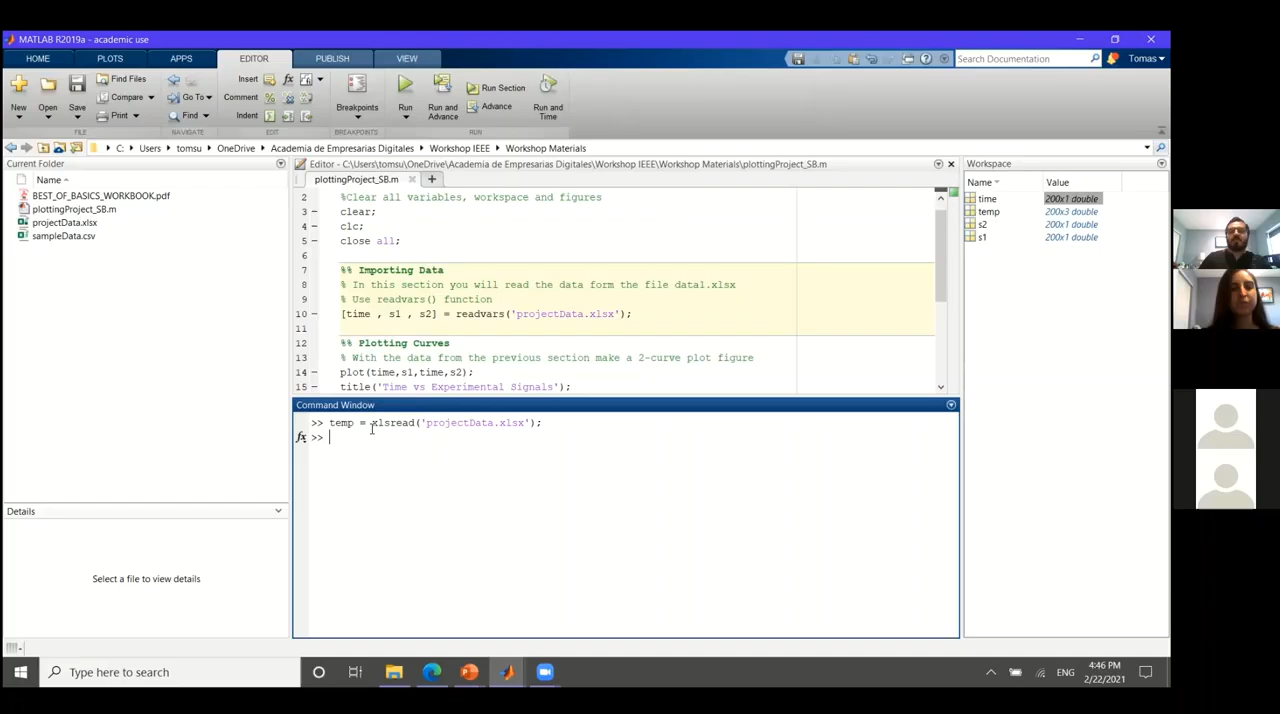 MATLAB R2019a - academic use
HOME PLOTS APPS EDITOR PUBLISH VIEW
Search Documentation
Tomas
New
Open
Save
Find Files
Compare
Print
Go To
Find
Insert
Comment
Indent
Breakpoints
Run
Run and Advance
Run Section
Advance
Run and Time
FILE NAVIGATE EDIT BREAKPOINTS RUN
C: Users tomsu OneDrive Academia de Empresarias Digitales Workshop IEEE Workshop Materials
Current Folder
Name
BEST_OF_BASICS_WORKBOOK.pdf
plottingProject_SB.m
projectData.xlsx
sampleData.csv
Details
Select a file to view details
Editor - C:\Users\tomsu\OneDrive\Academia de Empresarias Digitales\Workshop IEEE\Workshop Materials\plottingProject_SB.m
plottingProject_SB.m
2 %Clear all variables, workspace and figures
3 – clear;
4 – clc;
5 – close all;
6
7 %% Importing Data
8 % In this section you will read the data form the file data1.xlsx
9 % Use readvars() function
10 – [time , s1 , s2] = readvars('projectData.xlsx');
11
12 %% Plotting Curves
13 % With the data from the previous section make a 2-curve plot figure
14 – plot(time,s1,time,s2);
15 – title('Time vs Experimental Signals');
Command Window
>> temp = xlsread('projectData.xlsx');
fx >>
Workspace
Name Value
time 200x1 double
temp 200x3 double
s2 200x1 double
s1 200x1 double
Type here to search
ENG
4:46 PM
2/22/2021